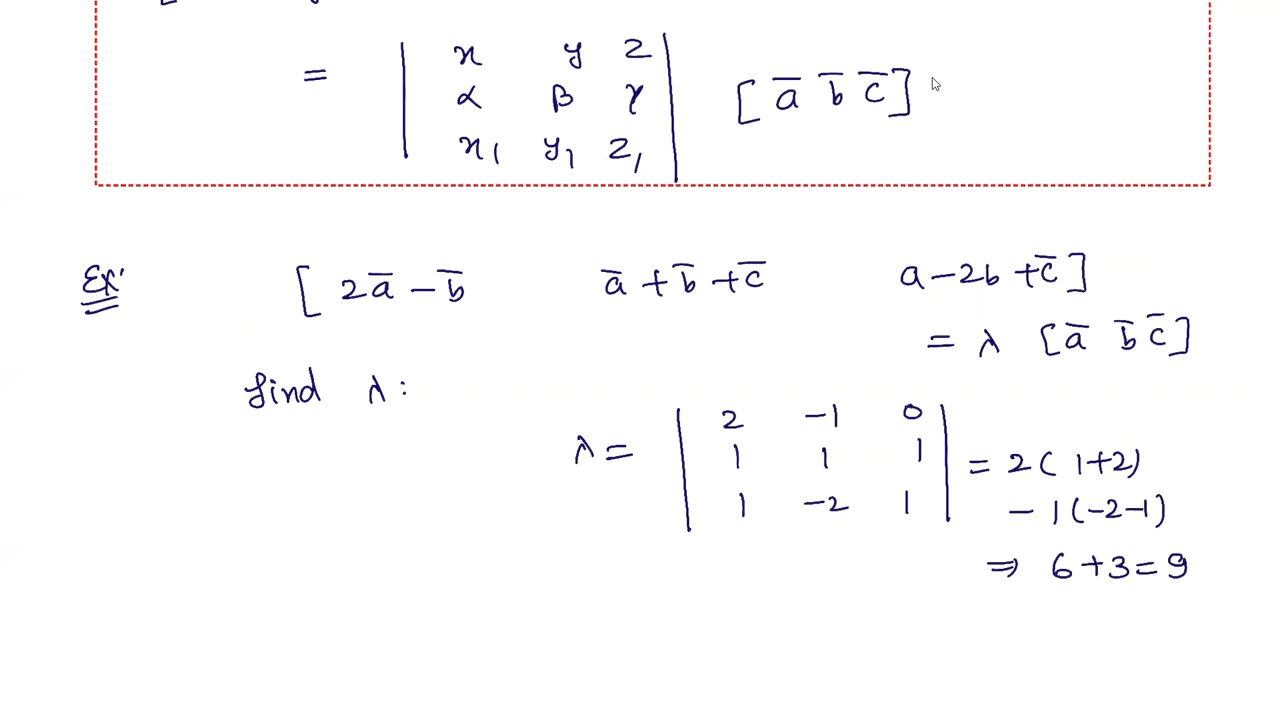 = | x y z |
| α β γ | [ a̅ b̅ c̅ ]
| x1 y1 z1 |
Ex' [ 2a̅ − b̅ a̅ + b̅ + c̅ a − 2b + c̅ ]
= λ [ a̅ b̅ c̅ ]
find λ :
λ = | 2 −1 0 |
| 1 1 1 | = 2( 1+2)
| 1 −2 1 | − 1(−2−1)
⇒ 6+3=9